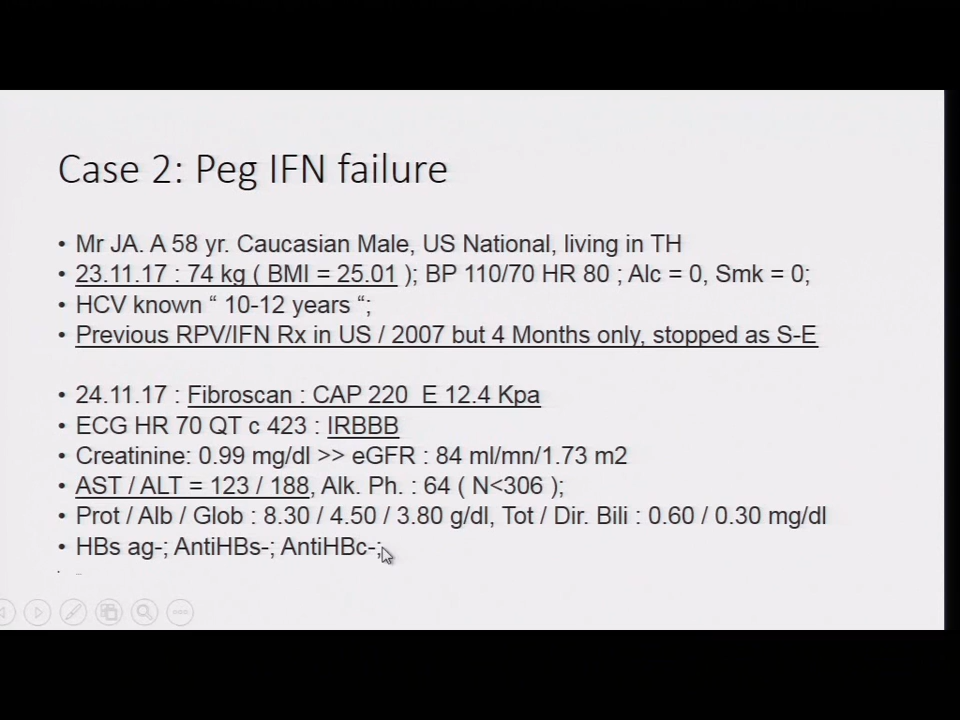 Case 2: Peg IFN failure
• Mr JA. A 58 yr. Caucasian Male, US National, living in TH
• 23.11.17 : 74 kg ( BMI = 25.01 ); BP 110/70 HR 80 ; Alc = 0, Smk = 0;
• HCV known “ 10-12 years “;
• Previous RPV/IFN Rx in US / 2007 but 4 Months only, stopped as S-E
• 24.11.17 : Fibroscan : CAP 220 E 12.4 Kpa
• ECG HR 70 QT c 423 : IRBBB
• Creatinine: 0.99 mg/dl >> eGFR : 84 ml/mn/1.73 m2
• AST / ALT = 123 / 188, Alk. Ph. : 64 ( N<306 );
• Prot / Alb / Glob : 8.30 / 4.50 / 3.80 g/dl, Tot / Dir. Bili : 0.60 / 0.30 mg/dl
• HBs ag-; AntiHBs-; AntiHBc-;